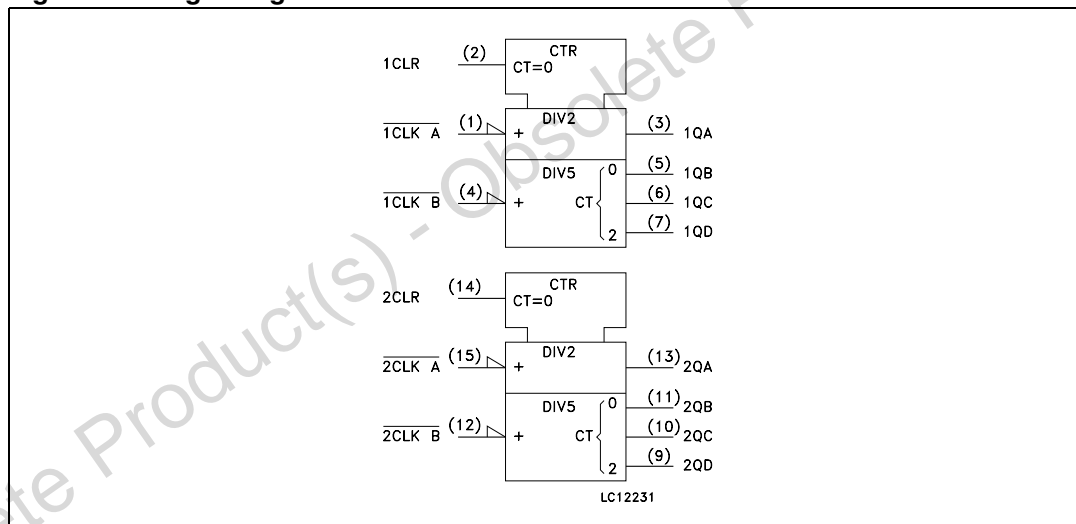 1CLR (2) CTR
CT=0
1CLK A (1) + DIV2 (3) 1QA
DIV5 0 (5) 1QB
1CLK B (4) + CT (6) 1QC
2 (7) 1QD
2CLR (14) CTR
CT=0
2CLK A (15) + DIV2 (13) 2QA
DIV5 0 (11) 2QB
2CLK B (12) + CT (10) 2QC
2 (9) 2QD
LC12231
ete Product(s) - Obsolete P